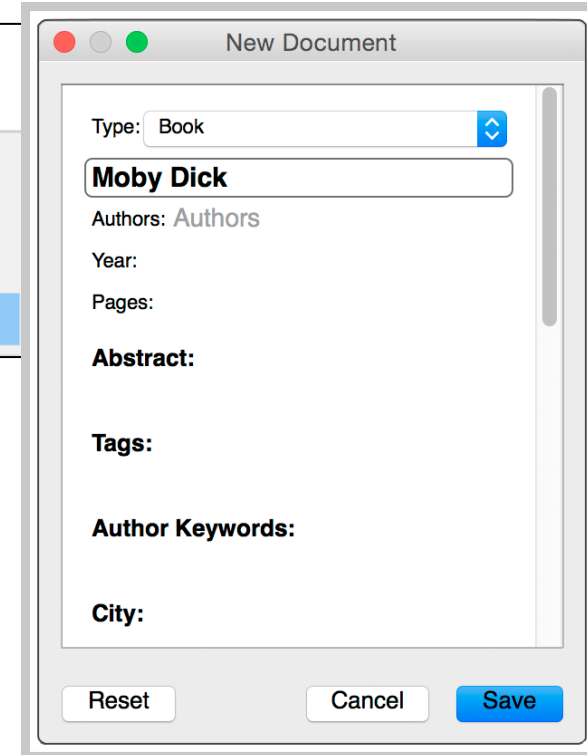 New Document
Type: Book
Moby Dick
Authors: Authors
Year:
Pages:
Abstract:
Tags:
Author Keywords:
City:
Reset Cancel Save